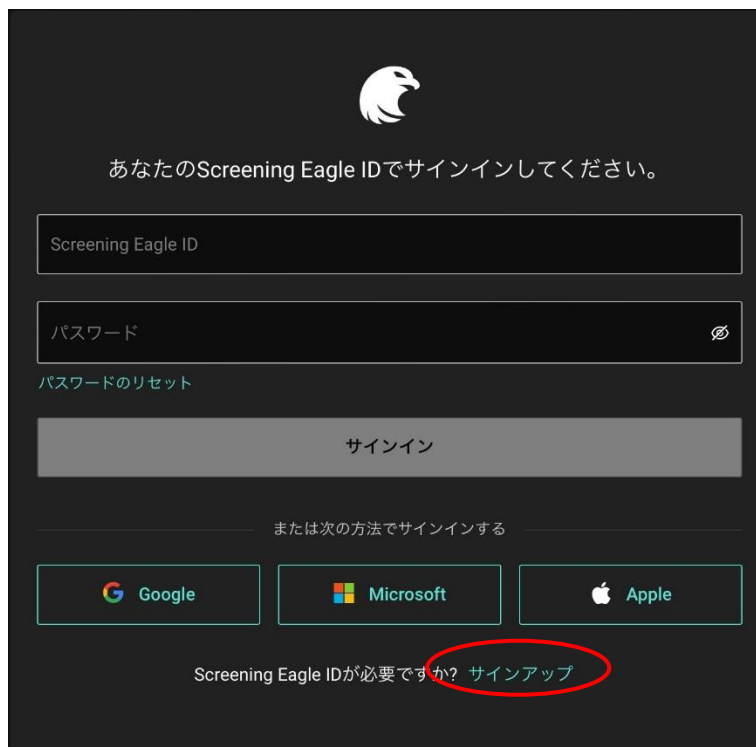 あなたのScreening Eagle IDでサインインしてください。
Screening Eagle ID
パスワード
パスワードのリセット
サインイン
または次の方法でサインインする
Google
Microsoft
Apple
Screening Eagle IDが必要ですか? サインアップ